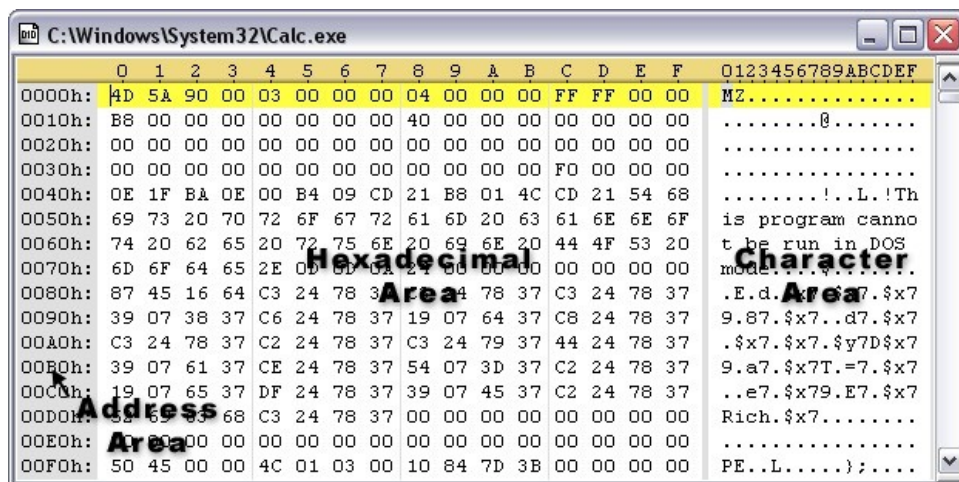 C:\Windows\System32\Calc.exe
0 1 2 3 4 5 6 7 8 9 A B C D E F 0123456789ABCDEF
0000h: 4D 5A 90 00 03 00 00 00 04 00 00 00 FF FF 00 00 MZ..............
0010h: B8 00 00 00 00 00 00 00 40 00 00 00 00 00 00 00 ........@.......
0020h: 00 00 00 00 00 00 00 00 00 00 00 00 00 00 00 00 ................
0030h: 00 00 00 00 00 00 00 00 00 00 00 00 F0 00 00 00 ................
0040h: 0E 1F BA 0E 00 B4 09 CD 21 B8 01 4C CD 21 54 68 ........!..L.!Th
0050h: 69 73 20 70 72 6F 67 72 61 6D 20 63 61 6E 6E 6F is program canno
0060h: 74 20 62 65 20 72 75 6E 20 69 6E 20 44 4F 53 20 t be run in DOS
0070h: 6D 6F 64 65 2E 00 00 00 00 00 00
Hexadecimal Area
Character Area
0080h: 87 45 16 64 C3 24 78 78 37 C3 24 78 37 .E.d.
0090h: 39 07 38 37 C6 24 78 37 19 07 64 37 C8 24 78 37 9.87.$x7..d7.$x7
00A0h: C3 24 78 37 C2 24 78 37 C3 24 79 37 44 24 78 37 .$x7.$x7.$y7D$x7
00B0h: 39 07 61 37 CE 24 78 37 54 07 3D 37 C2 24 78 37 9.a7.$x7T.=7.$x7
00C0h: 19 07 65 37 DF 24 78 37 39 07 45 37 C2 24 78 37 ..e7.$x79.E7.$x7
Address Area
00D0h: 68 C3 24 78 37 00 00 00 00 00 00 00 00 Rich.$x7........
00E0h: 00 00 00 00 00 00 00 00 00 00 00 00 ................
00F0h: 50 45 00 00 4C 01 03 00 10 84 7D 3B 00 00 00 00 PE..L.....};....